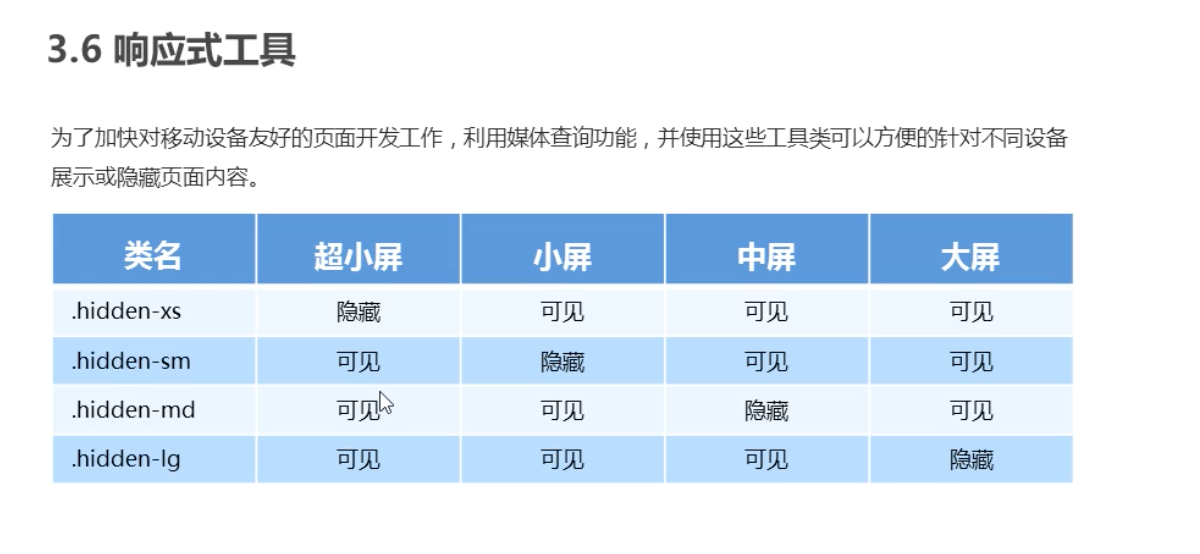 3.6 响应式工具
为了加快对移动设备友好的页面开发工作，利用媒体查询功能，并使用这些工具类可以方便的针对不同设备
展示或隐藏页面内容。
类名 超小屏 小屏 中屏 大屏
.hidden-xs 隐藏 可见 可见 可见
.hidden-sm 可见 隐藏 可见 可见
.hidden-md 可见 可见 隐藏 可见
.hidden-lg 可见 可见 可见 隐藏